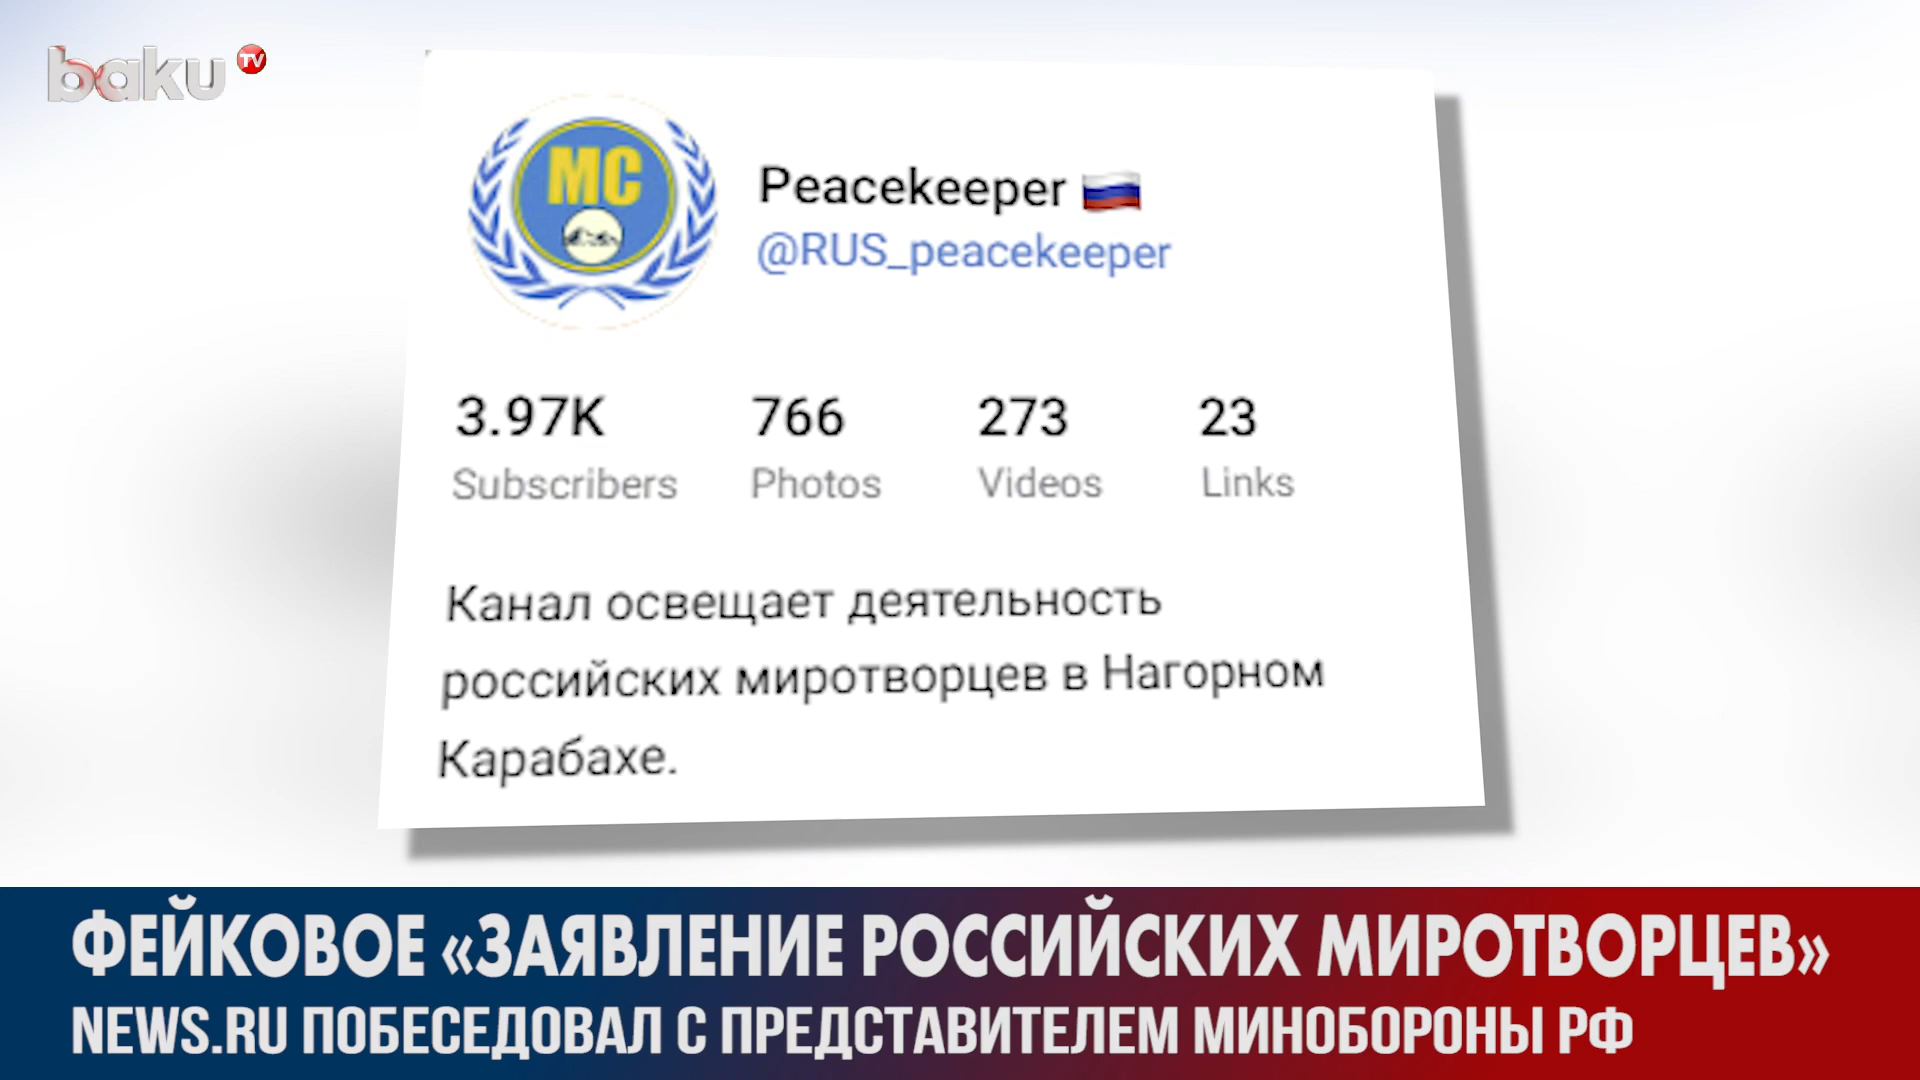 baku TV
МС
Peacekeeper
@RUS_peacekeeper
3.97K 766 273 23
Subscribers Photos Videos Links
Канал освещает деятельность
российских миротворцев в Нагорном
Карабахе.
ФЕЙКОВОЕ «ЗАЯВЛЕНИЕ РОССИЙСКИХ МИРОТВОРЦЕВ»
NEWS.RU ПОБЕСЕДОВАЛ С ПРЕДСТАВИТЕЛЕМ МИНОБОРОНЫ РФ